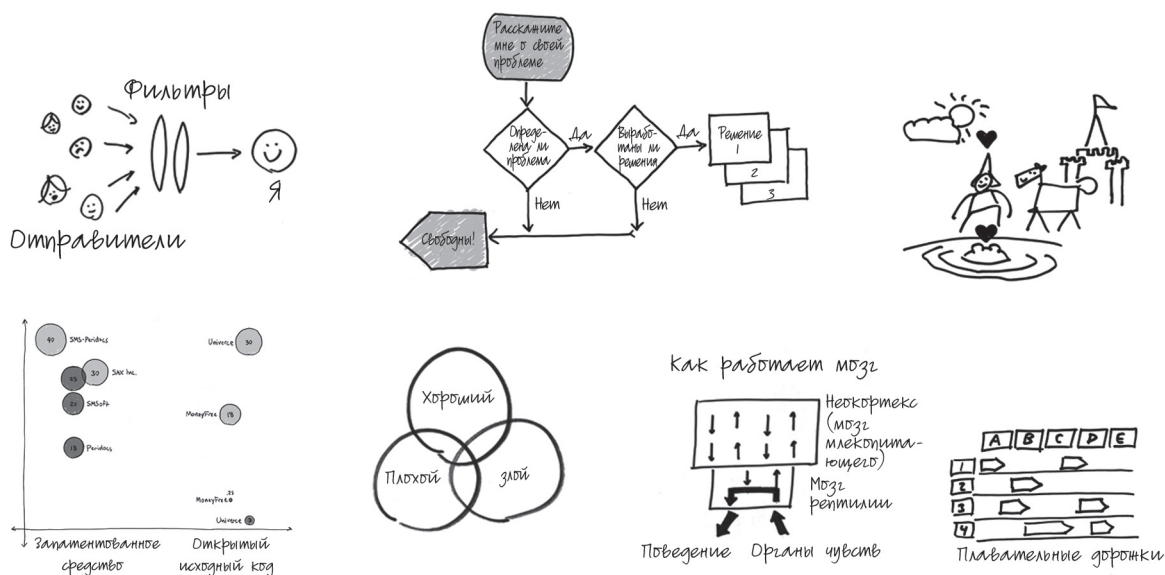 Фильтры
Я
Отправители
Расскажите
мне о своей
проблеме
Опреде-
лена ли
проблема
Да
Вырабо-
таны ли
решения
Да
Решение
1
2
3
Нет
Нет
Свободны!
40
SMS-Peridocs
30
SAX Inc.
25
SMSoft
18
Peridocs
Universe
30
MoneyFree
18
MoneyFree
Universe
Запатентованное
средство
Открытый
исходный код
Хороший
Плохой
злой
Как работает мозг
Неокортекс
(мозг
млекопита-
ющего)
Мозг
рептилии
Поведение
Органы чувств
A B C D E
1
2
3
4
Плавательные дорожки